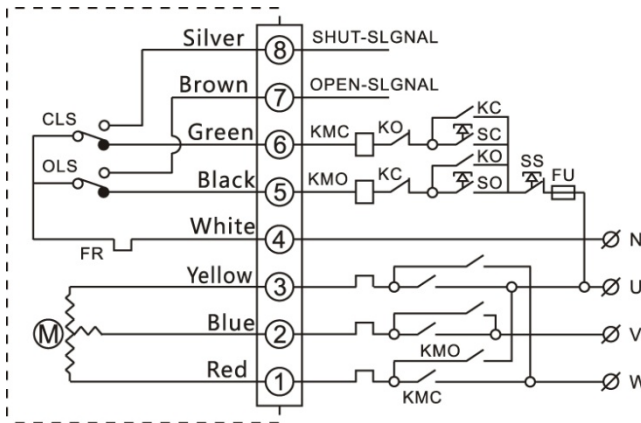 Silver 8 SHUT-SLGNAL
Brown 7 OPEN-SLGNAL
CLS Green 6 KMC KO KC
SC
OLS Black 5 KMO KC KO
SO SS FU
White 4 N
FR
Yellow 3 U
M Blue 2 V
KMO
Red 1 W
KMC